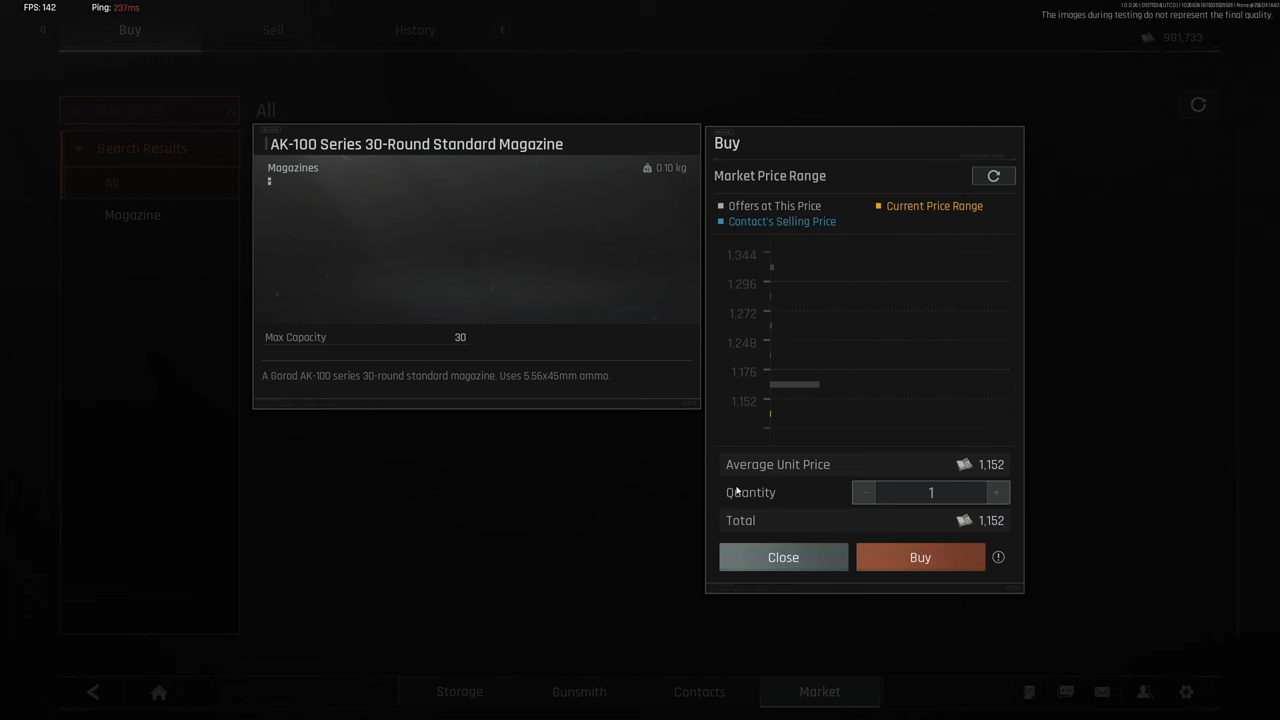 FPS: 142
Ping: 237ms
The images during testing do not represent the final quality.
Q
Buy
Sell
History
E
981,733
All
Search Results
All
Magazine
AK-100 Series 30-Round Standard Magazine
Magazines
0.10 kg
Max Capacity
30
A Gorod AK-100 series 30-round standard magazine. Uses 5.56x45mm ammo.
Buy
Market Price Range
Offers at This Price
Current Price Range
Contact's Selling Price
1,344
1,296
1,272
1,248
1,176
1,152
Average Unit Price
1,152
Quantity
- 1 +
Total
1,152
Close
Buy
Storage
Gunsmith
Contacts
Market